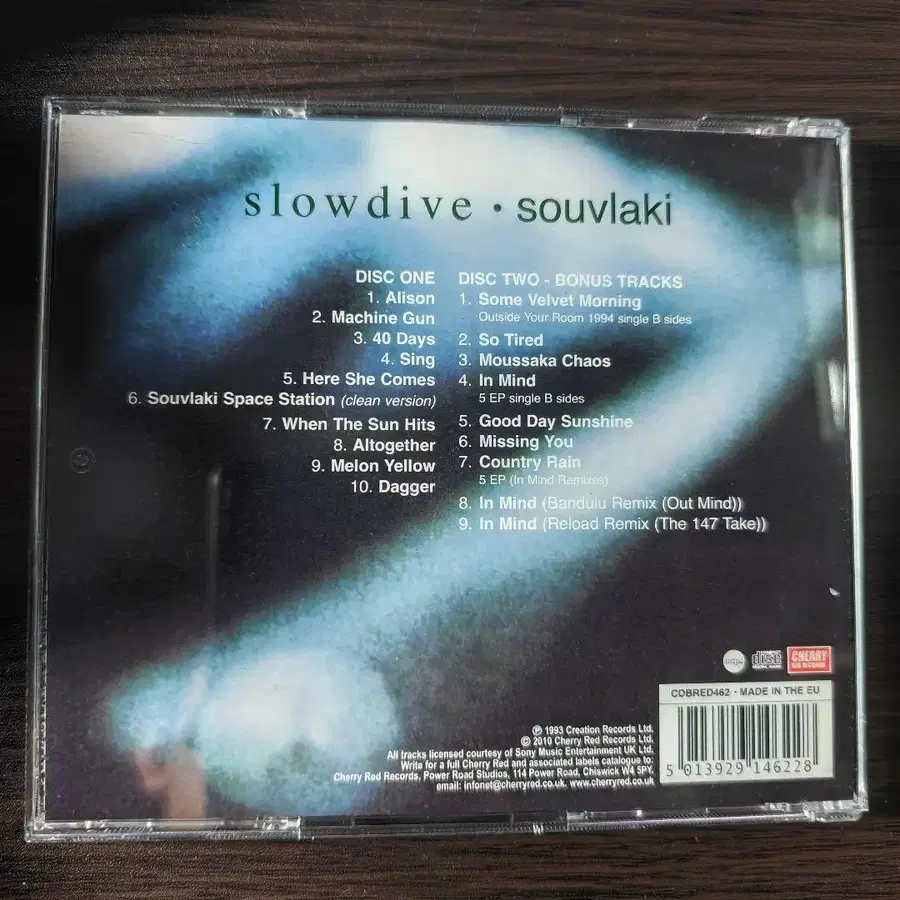 slowdive • souvlaki
DISC ONE
1. Alison
2. Machine Gun
3. 40 Days
4. Sing
5. Here She Comes
6. Souvlaki Space Station (clean version)
7. When The Sun Hits
8. Altogether
9. Melon Yellow
10. Dagger
DISC TWO - BONUS TRACKS
1. Some Velvet Morning
Outside Your Room 1994 single B sides
2. So Tired
3. Moussaka Chaos
4. In Mind
5 EP single B sides
5. Good Day Sunshine
6. Missing You
7. Country Rain
5 EP (In Mind Remixes)
8. In Mind (Bandulu Remix (Out Mind))
9. In Mind (Reload Remix (The 147 Take))
COMPACT
disc
DIGITAL AUDIO
CHERRY
RED RECORDS
CDBRED462 - MADE IN THE EU
5 013929 146228
℗ 1993 Creation Records Ltd.
© 2010 Cherry Red Records Ltd.
All tracks licensed courtesy of Sony Music Entertainment UK Ltd.
Write for a full Cherry Red and associated labels catalogue to:
Cherry Red Records, Power Road Studios, 114 Power Road, Chiswick W4 5PY.
email: infonet@cherryred.co.uk. www.cherryred.co.uk